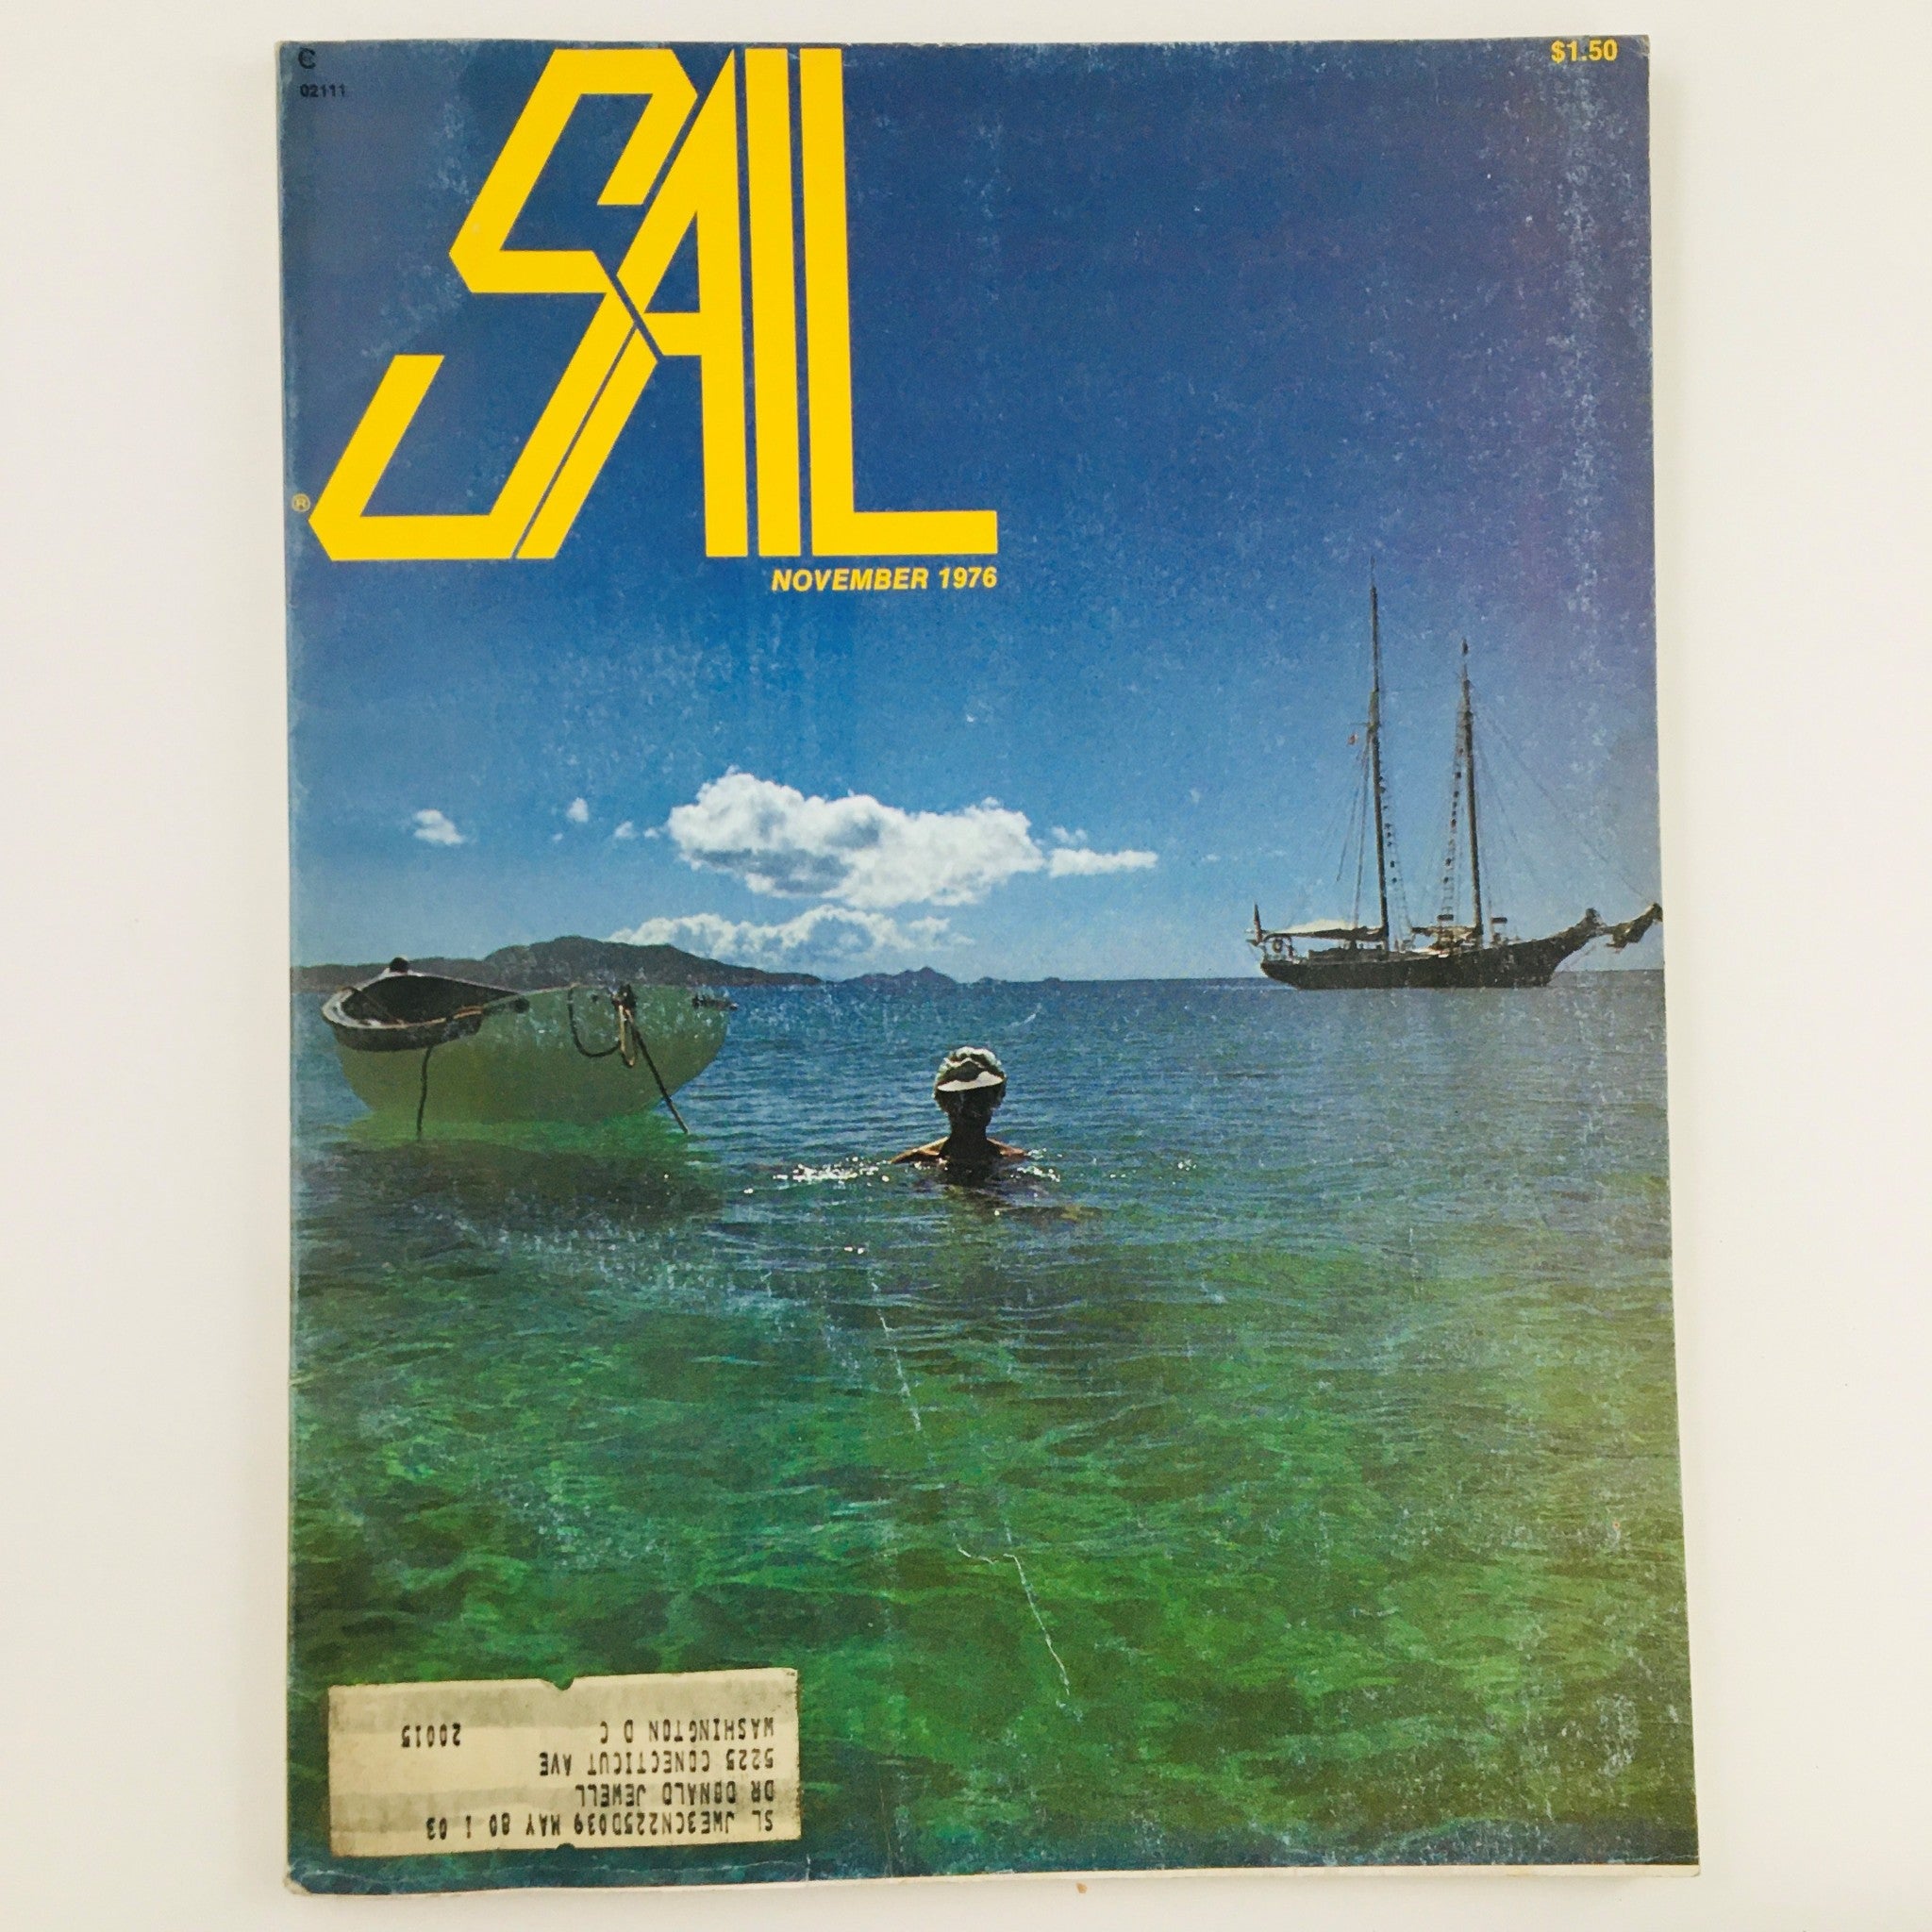 C
02111
$1.50
SAIL
®
NOVEMBER 1976
SL JWE3CN225D039 MAY 80 1 03
DR DONALD JEWELL
5225 CONECTICUT AVE
WASHINGTON D C 20015